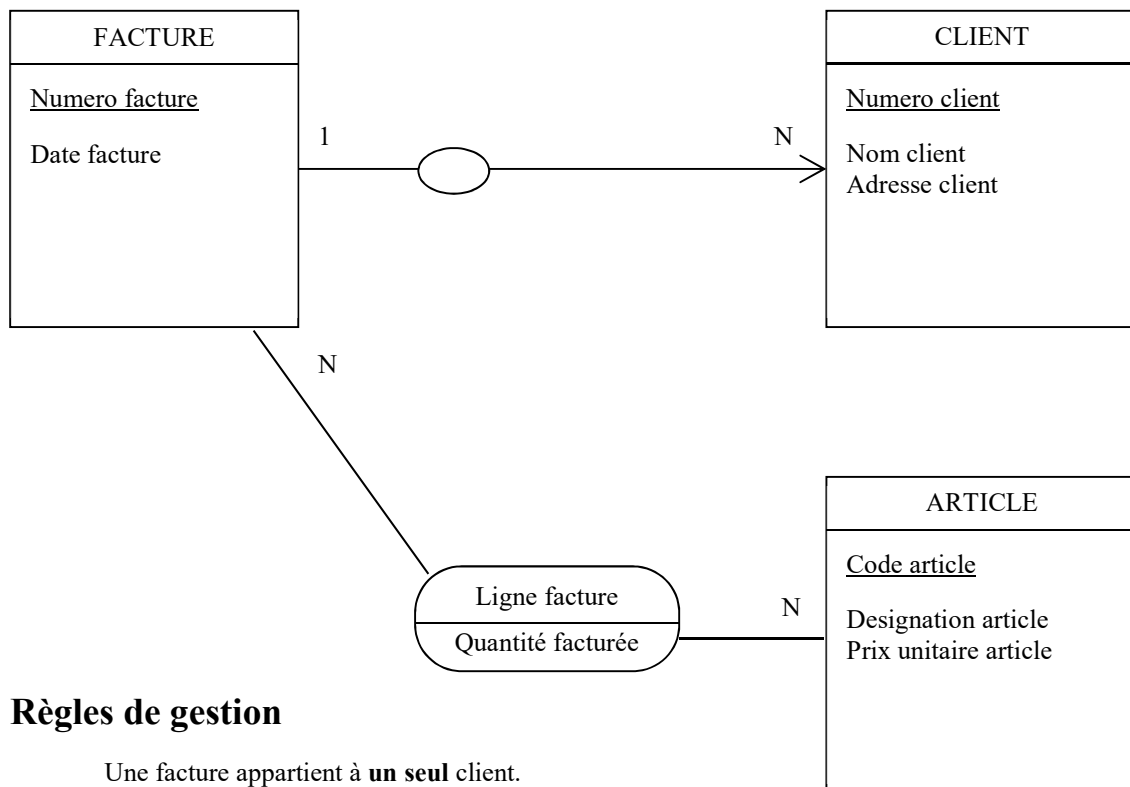 FACTURE
Numero facture
Date facture
1
N
CLIENT
Numero client
Nom client
Adresse client
N
Ligne facture
Quantité facturée
N
ARTICLE
Code article
Designation article
Prix unitaire article
Règles de gestion
Une facture appartient à un seul client.